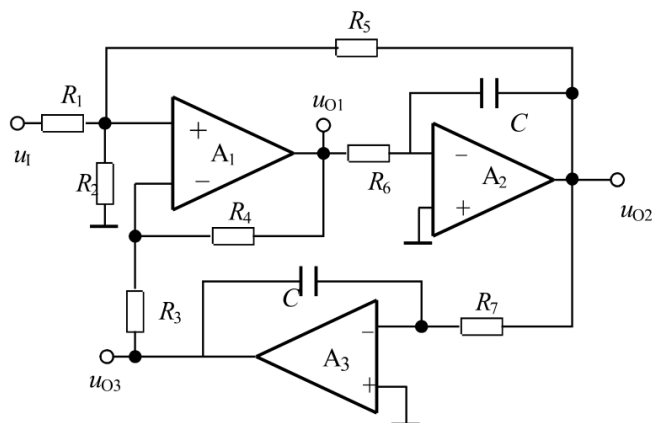 R5
R1
uO1
C
+
A1
−
uI
R2
R6
−
A2
+
R4
uO2
R3
C
R7
−
A3
+
uO3